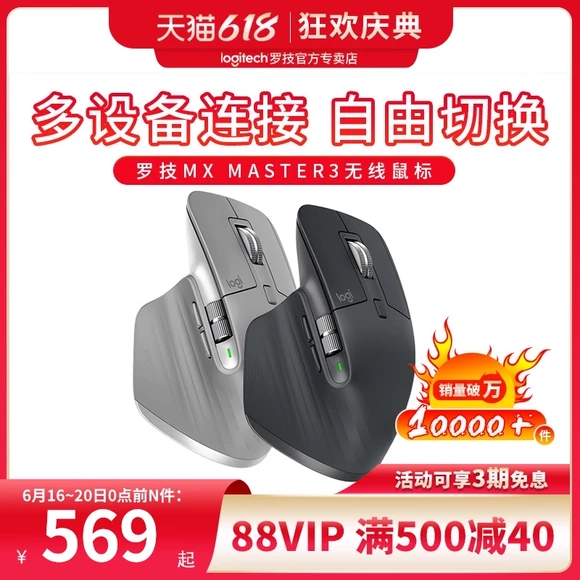 天猫618 狂欢庆典
logitech罗技官方专卖店
多设备连接 自由切换
罗技MX MASTER3无线鼠标
logi
logi
销量破万
10000+件
活动可享3期免息
6月16~20日0点前N件:
¥569起
88VIP 满500减40